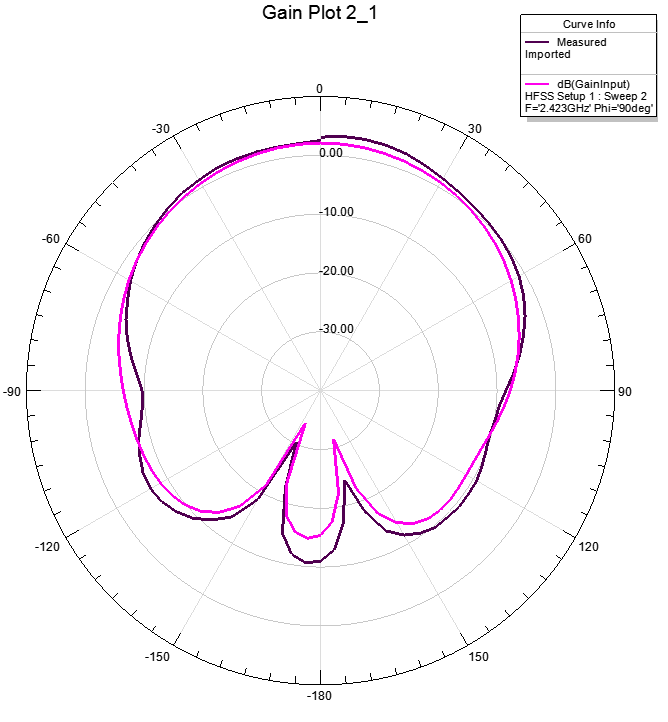 Gain Plot 2_1
Curve Info
Measured
Imported
dB(GainInput)
HFSS Setup 1 : Sweep 2
F='2.423GHz' Phi='90deg'
0
-30
30
0.00
-60
60
-10.00
-20.00
-30.00
-90
90
-120
120
-150
150
-180